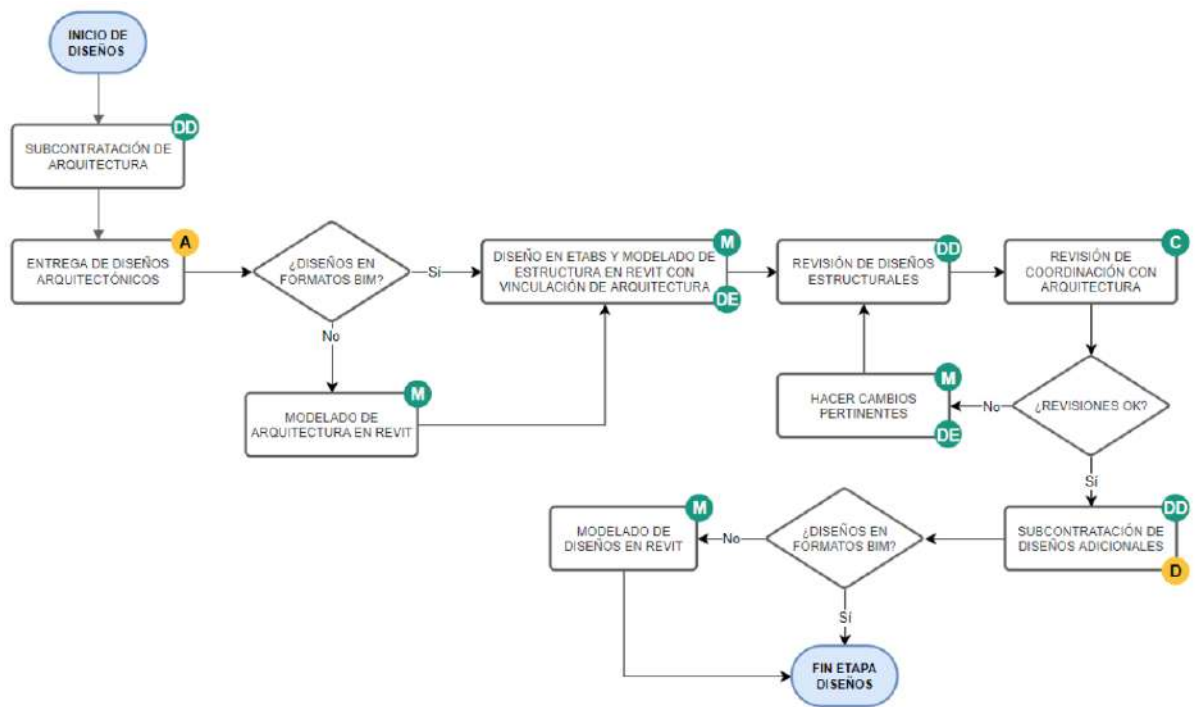 INICIO DE
DISEÑOS
DD
SUBCONTRATACIÓN DE
ARQUITECTURA
A
ENTREGA DE DISEÑOS
ARQUITECTÓNICOS
¿DISEÑOS EN
FORMATOS BIM?
Sí
No
M
MODELADO DE
ARQUITECTURA EN REVIT
M
DISEÑO EN ETABS Y MODELADO DE
ESTRUCTURA EN REVIT CON
VINCULACIÓN DE ARQUITECTURA
DE
DD
REVISIÓN DE DISEÑOS
ESTRUCTURALES
C
REVISIÓN DE
COORDINACIÓN CON
ARQUITECTURA
¿REVISIONES OK?
No
M
HACER CAMBIOS
PERTINENTES
DE
Sí
DD
SUBCONTRATACIÓN DE
DISEÑOS ADICIONALES
D
¿DISEÑOS EN
FORMATOS BIM?
No
M
MODELADO DE
DISEÑOS EN REVIT
Sí
FIN ETAPA
DISEÑOS